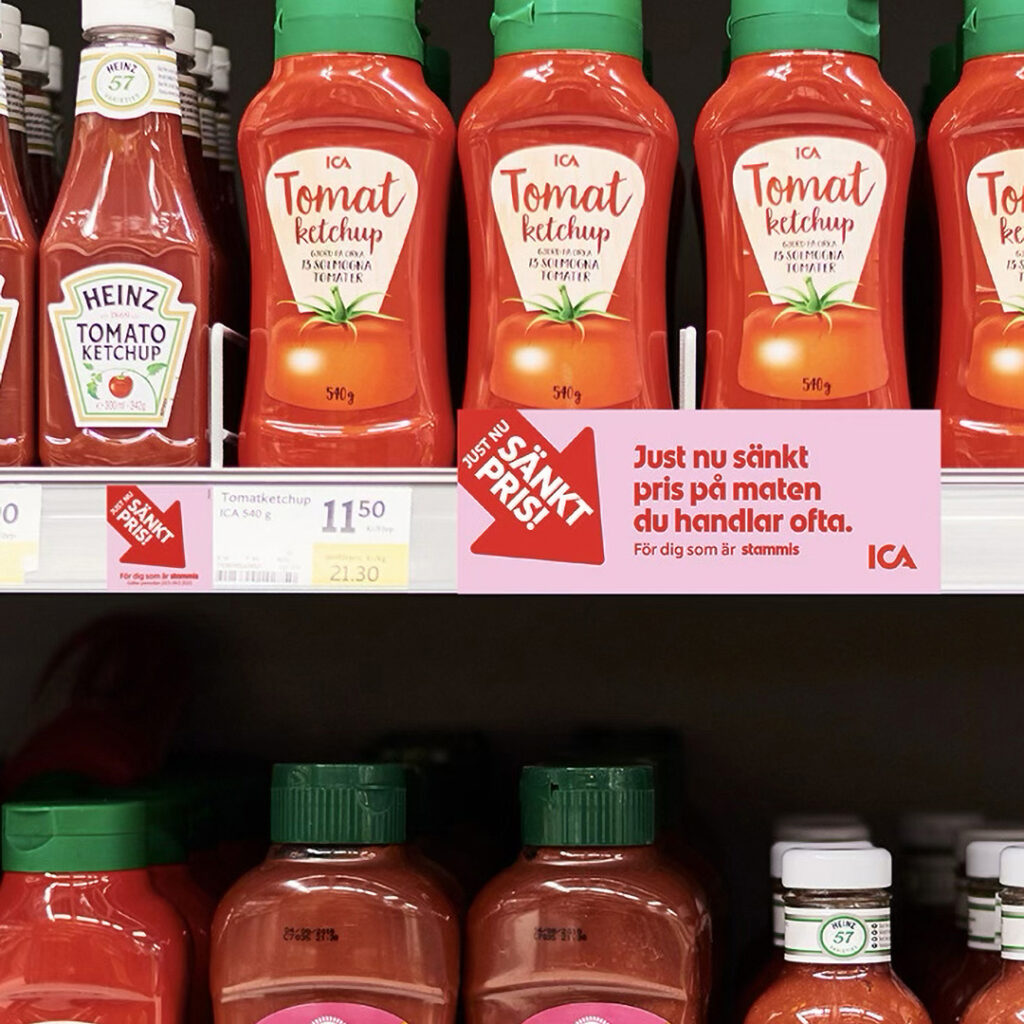 HEINZ
57
VARIETIES
HEINZ
TOMATO
KETCHUP
ICA
Tomat
ketchup
GJORD PÅ CIRKA
13 SOLMOGNA
TOMATER
540g
ICA
Tomat
ketchup
GJORD PÅ CIRKA
13 SOLMOGNA
TOMATER
540g
ICA
Tomat
ketchup
GJORD PÅ CIRKA
13 SOLMOGNA
TOMATER
540g
JUST NU
SÄNKT
PRIS!
För dig som är stammis
Tomatketchup
ICA 540 g
11 50
21.30
JUST NU
SÄNKT
PRIS!
Just nu sänkt
pris på maten
du handlar ofta.
För dig som är stammis
ICA
HEINZ
57
VARIETIES